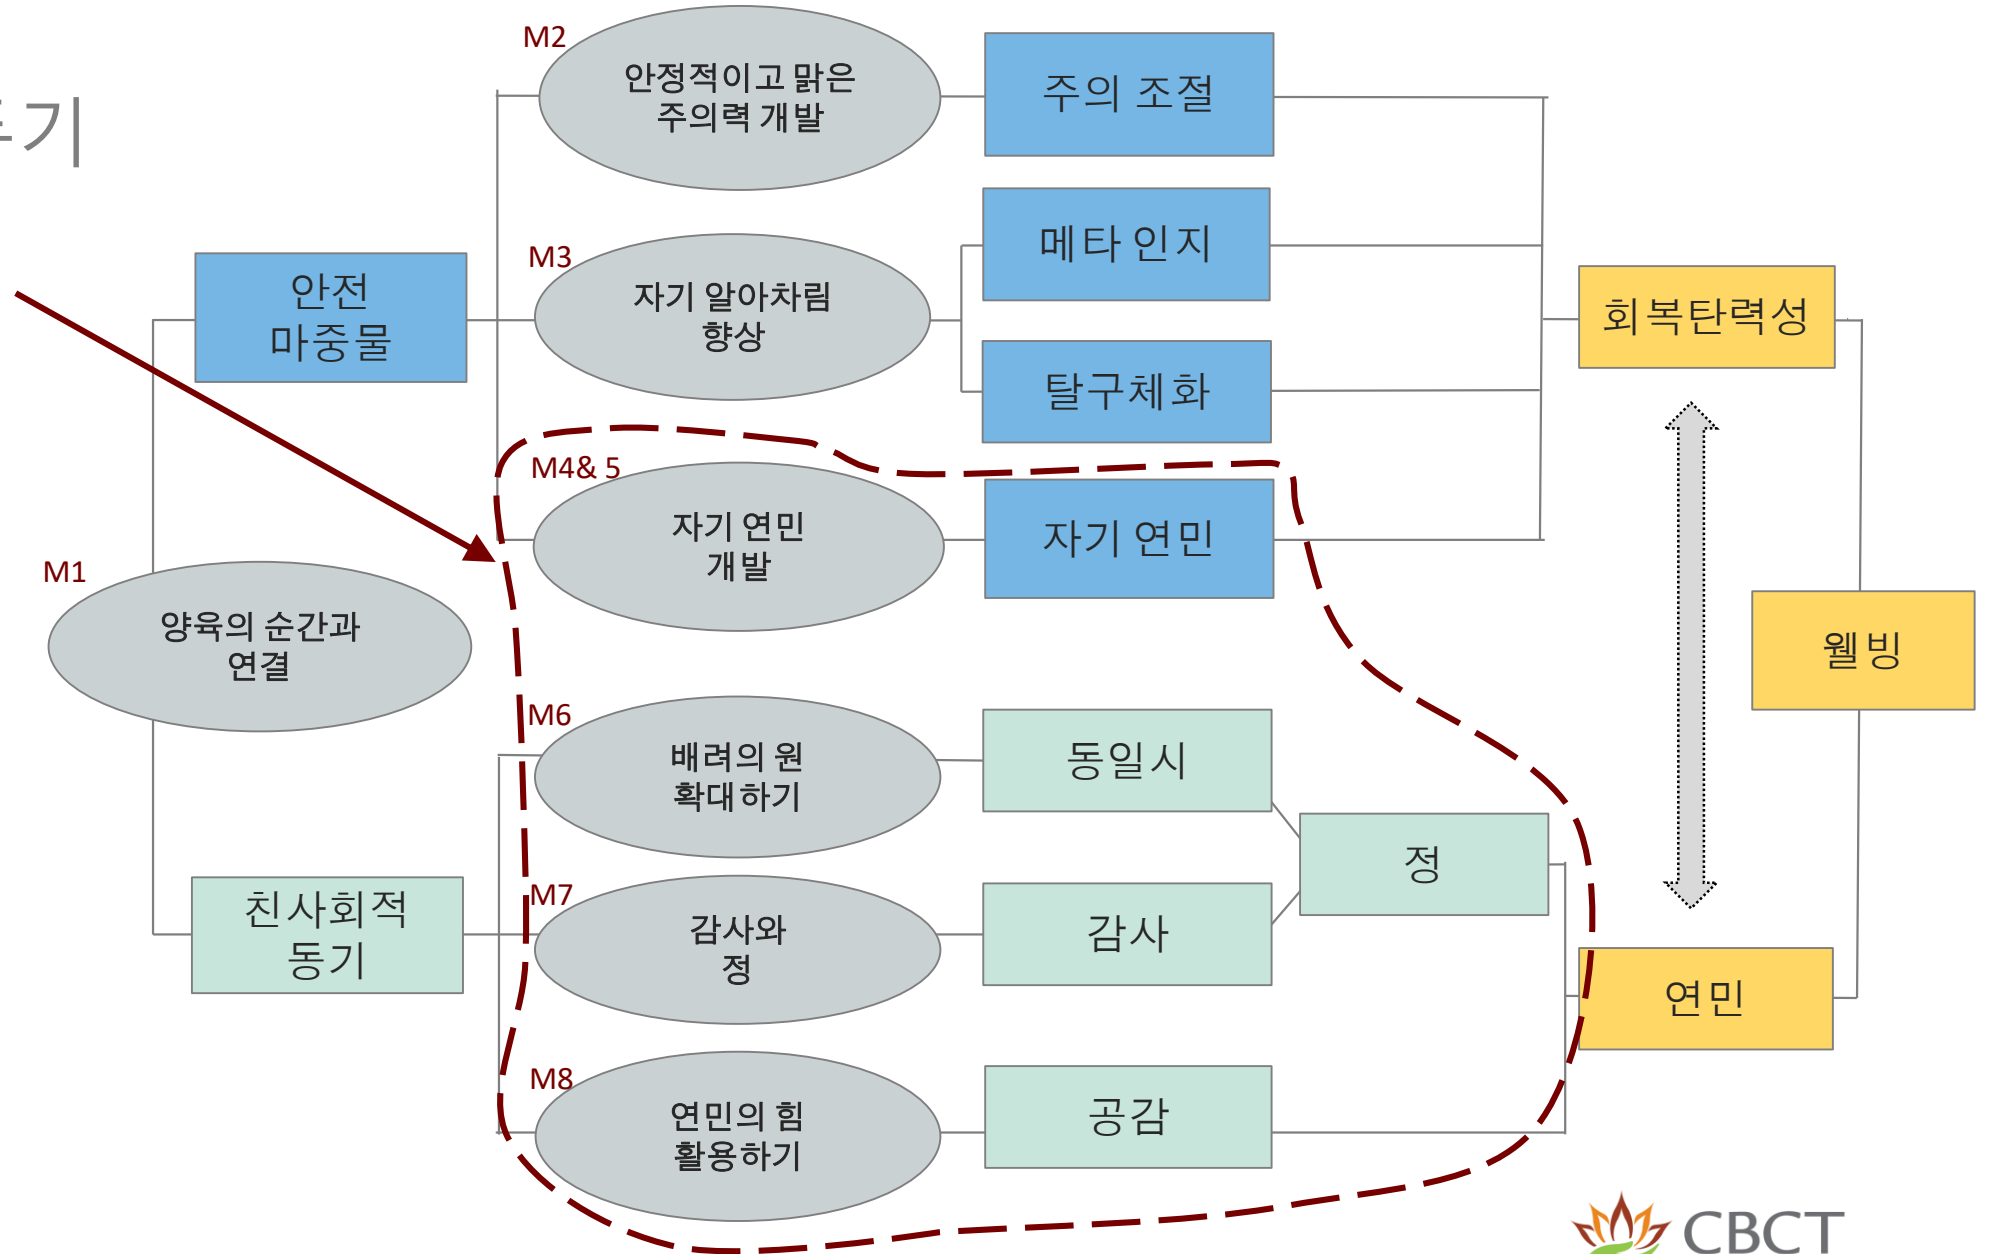 기
M1
양육의 순간과
연결
안전
마중물
친사회적
동기
M2
안정적이고 맑은
주의력 개발
주의 조절
M3
자기 알아차림
향상
메타 인지
탈구체화
M4& 5
자기 연민
개발
자기 연민
M6
배려의 원
확대하기
동일시
M7
감사와
정
감사
정
M8
연민의 힘
활용하기
공감
회복탄력성
연민
웰빙
CBCT